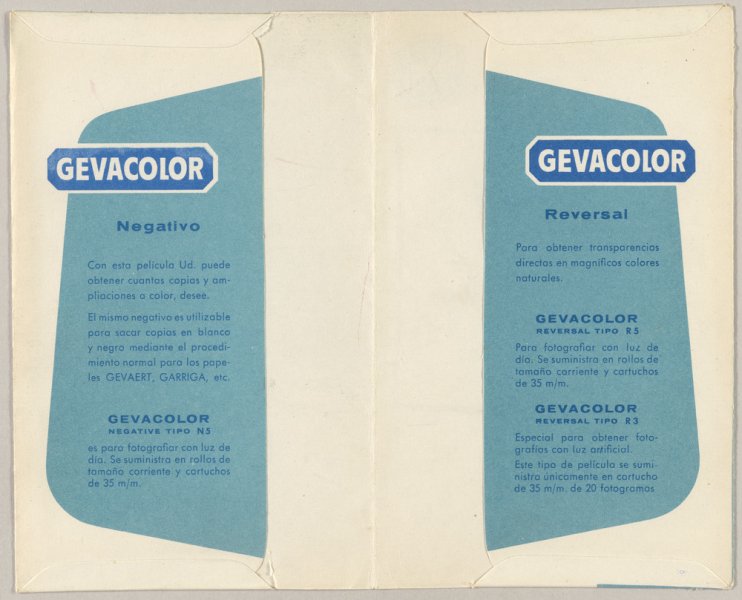 GEVACOLOR
Negativo
Con esta película Ud. puede
obtener cuantas copias y am-
pliaciones a color, desee.
El mismo negativo es utilizable
para sacar copias en blanco
y negro mediante el procedi-
miento normal para los pape-
les GEVAERT, GARRIGA, etc.
GEVACOLOR
NEGATIVE TIPO N5
es para fotografiar con luz de
día. Se suministra en rollos de
tamaño corriente y cartuchos
de 35 m/m.
GEVACOLOR
Reversal
Para obtener transparencias
directas en magníficos colores
naturales.
GEVACOLOR
REVERSAL TIPO R5
Para fotografiar con luz de
día. Se suministra en rollos de
tamaño corriente y cartuchos
de 35 m/m.
GEVACOLOR
REVERSAL TIPO R3
Especial para obtener foto-
grafías con luz artificial.
Este tipo de película se sumi-
nistra únicamente en cartucho
de 35 m/m. de 20 fotogramas